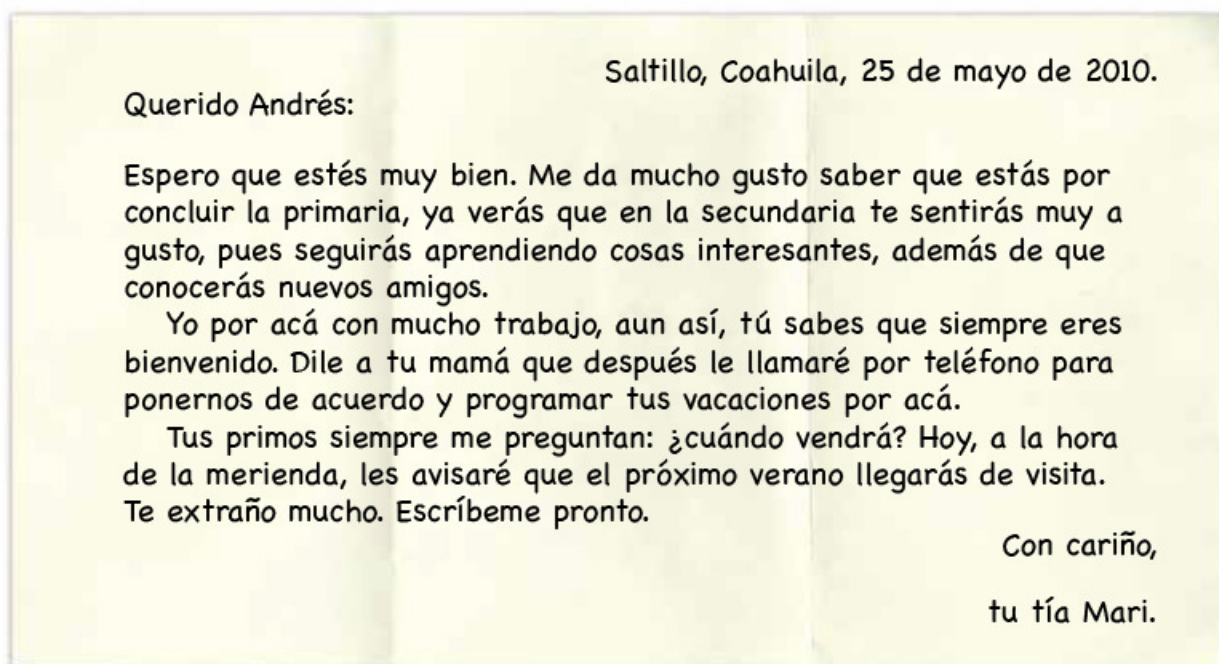 Saltillo, Coahuila, 25 de mayo de 2010.
Querido Andrés:
Espero que estés muy bien. Me da mucho gusto saber que estás por
concluir la primaria, ya verás que en la secundaria te sentirás muy a
gusto, pues seguirás aprendiendo cosas interesantes, además de que
conocerás nuevos amigos.
Yo por acá con mucho trabajo, aun así, tú sabes que siempre eres
bienvenido. Dile a tu mamá que después le llamaré por teléfono para
ponernos de acuerdo y programar tus vacaciones por acá.
Tus primos siempre me preguntan: ¿cuándo vendrá? Hoy, a la hora
de la merienda, les avisaré que el próximo verano llegarás de visita.
Te extraño mucho. Escríbeme pronto.
Con cariño,
tu tía Mari.